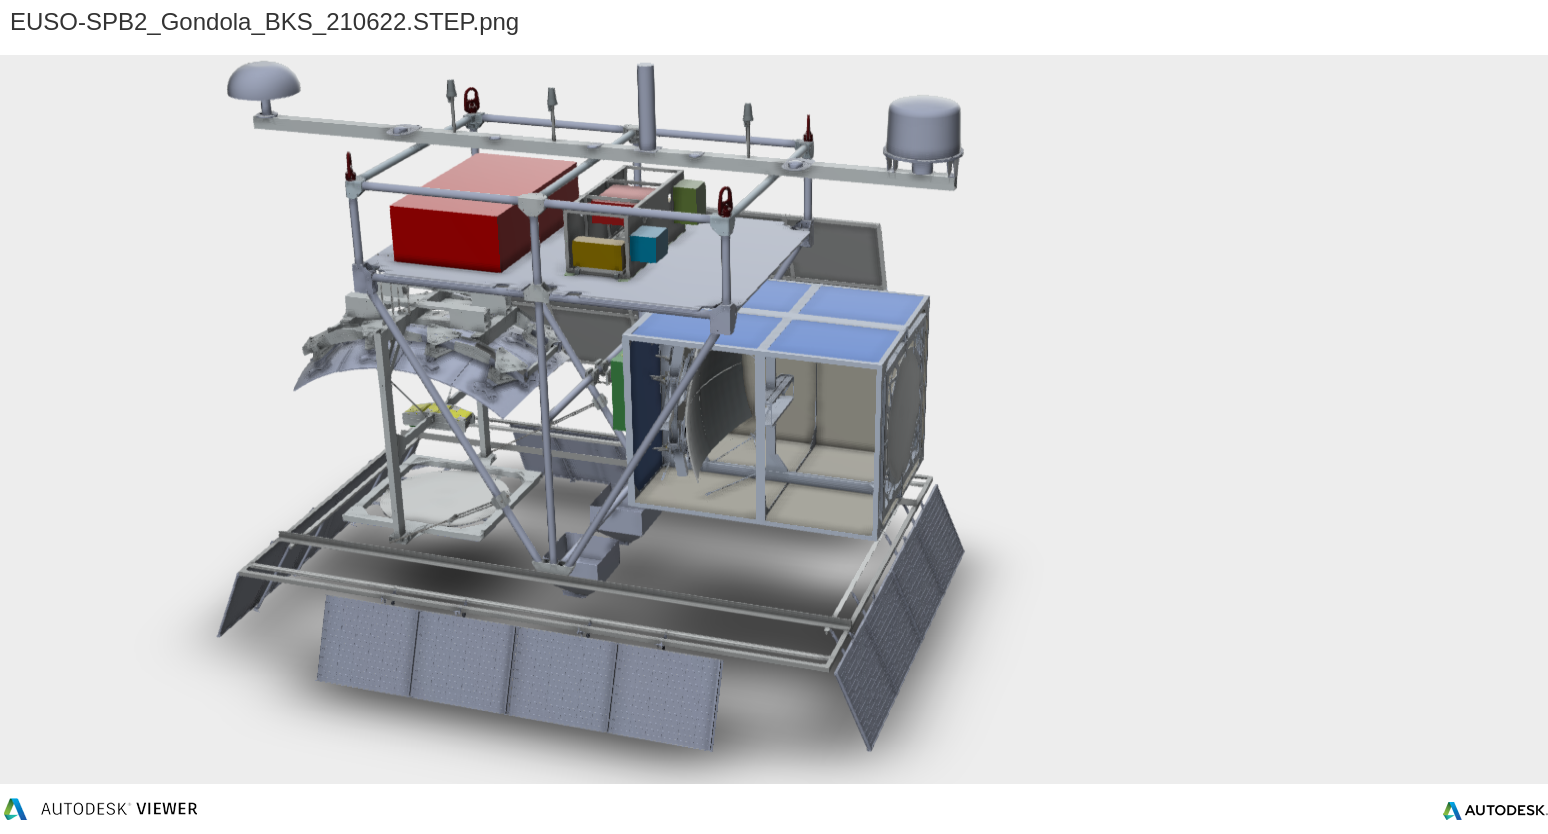 EUSO-SPB2_Gondola_BKS_210622.STEP.png
AUTODESK® VIEWER
AUTODESK.